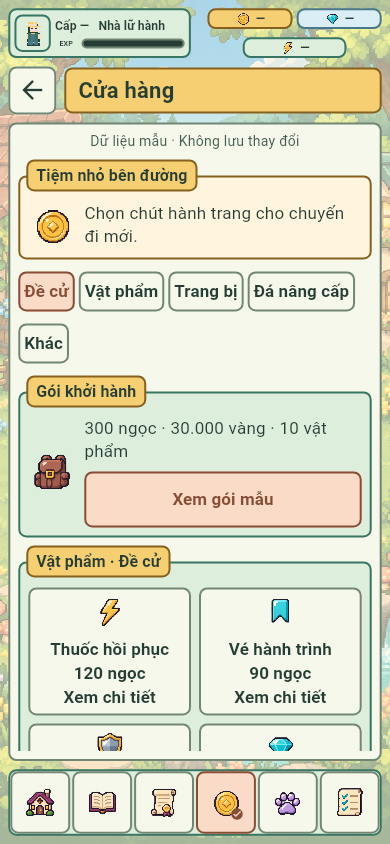 Cấp — Nhà lữ hành
EXP
—
—
—
Cửa hàng
Dữ liệu mẫu · Không lưu thay đổi
Tiệm nhỏ bên đường
Chọn chút hành trang cho chuyến
đi mới.
Đề cử
Vật phẩm
Trang bị
Đá nâng cấp
Khác
Gói khởi hành
300 ngọc · 30.000 vàng · 10 vật
phẩm
Xem gói mẫu
Vật phẩm · Đề cử
Thuốc hồi phục
120 ngọc
Xem chi tiết
Vé hành trình
90 ngọc
Xem chi tiết